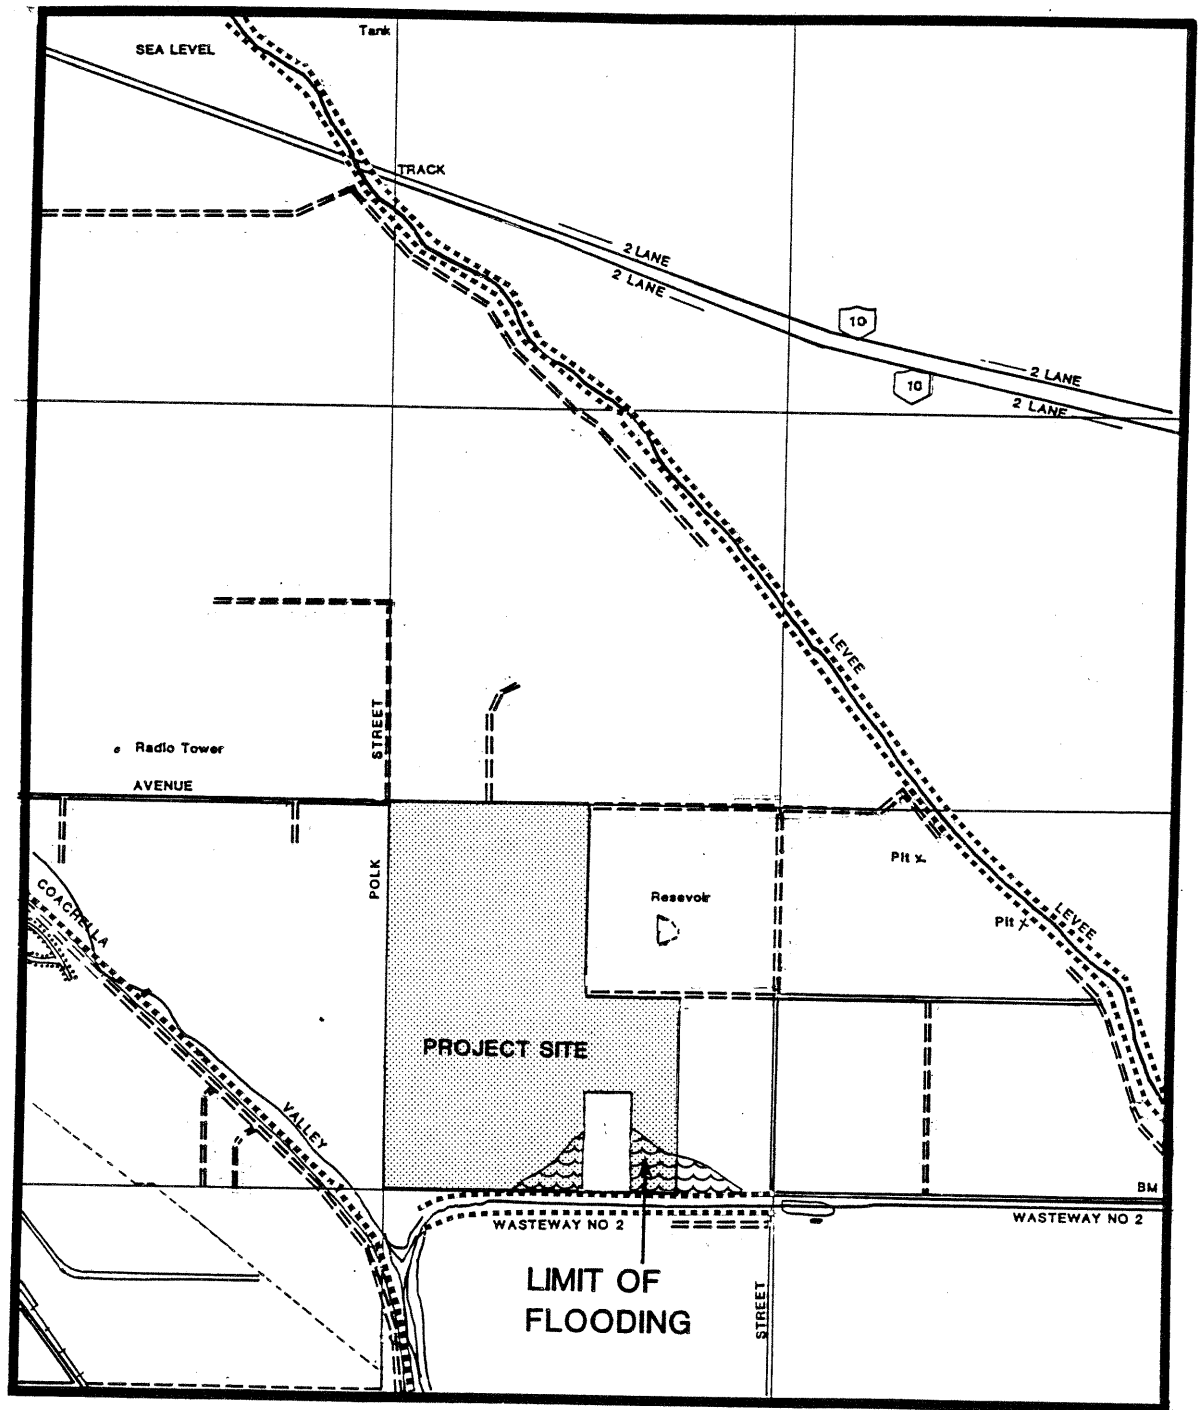 Tank
SEA LEVEL
TRACK
2 LANE
2 LANE
10
10
2 LANE
2 LANE
LEVEE
STREET
Radio Tower
AVENUE
POLK
Pit
Resevoir
COACHELLA
Pit
LEVEE
PROJECT SITE
VALLEY
BM
WASTEWAY NO 2
WASTEWAY NO 2
LIMIT OF
FLOODING
STREET